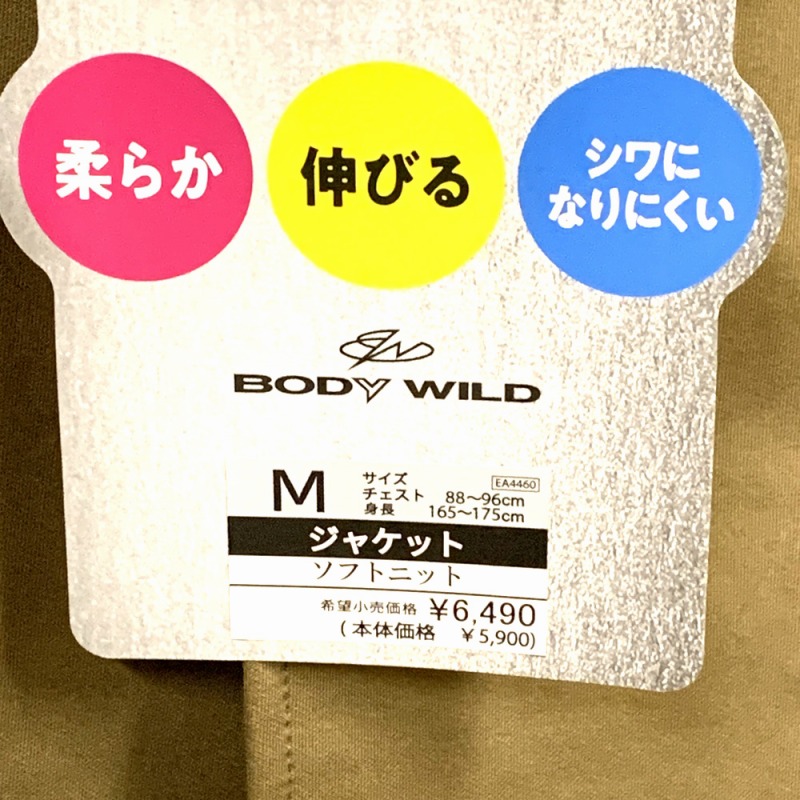 柔らか
伸びる
シワに
なりにくい
BODY WILD
M
サイズ
EA4460
チェスト 88～96cm
身長 165～175cm
ジャケット
ソフトニット
希望小売価格 ¥6,490
(本体価格 ¥5,900)